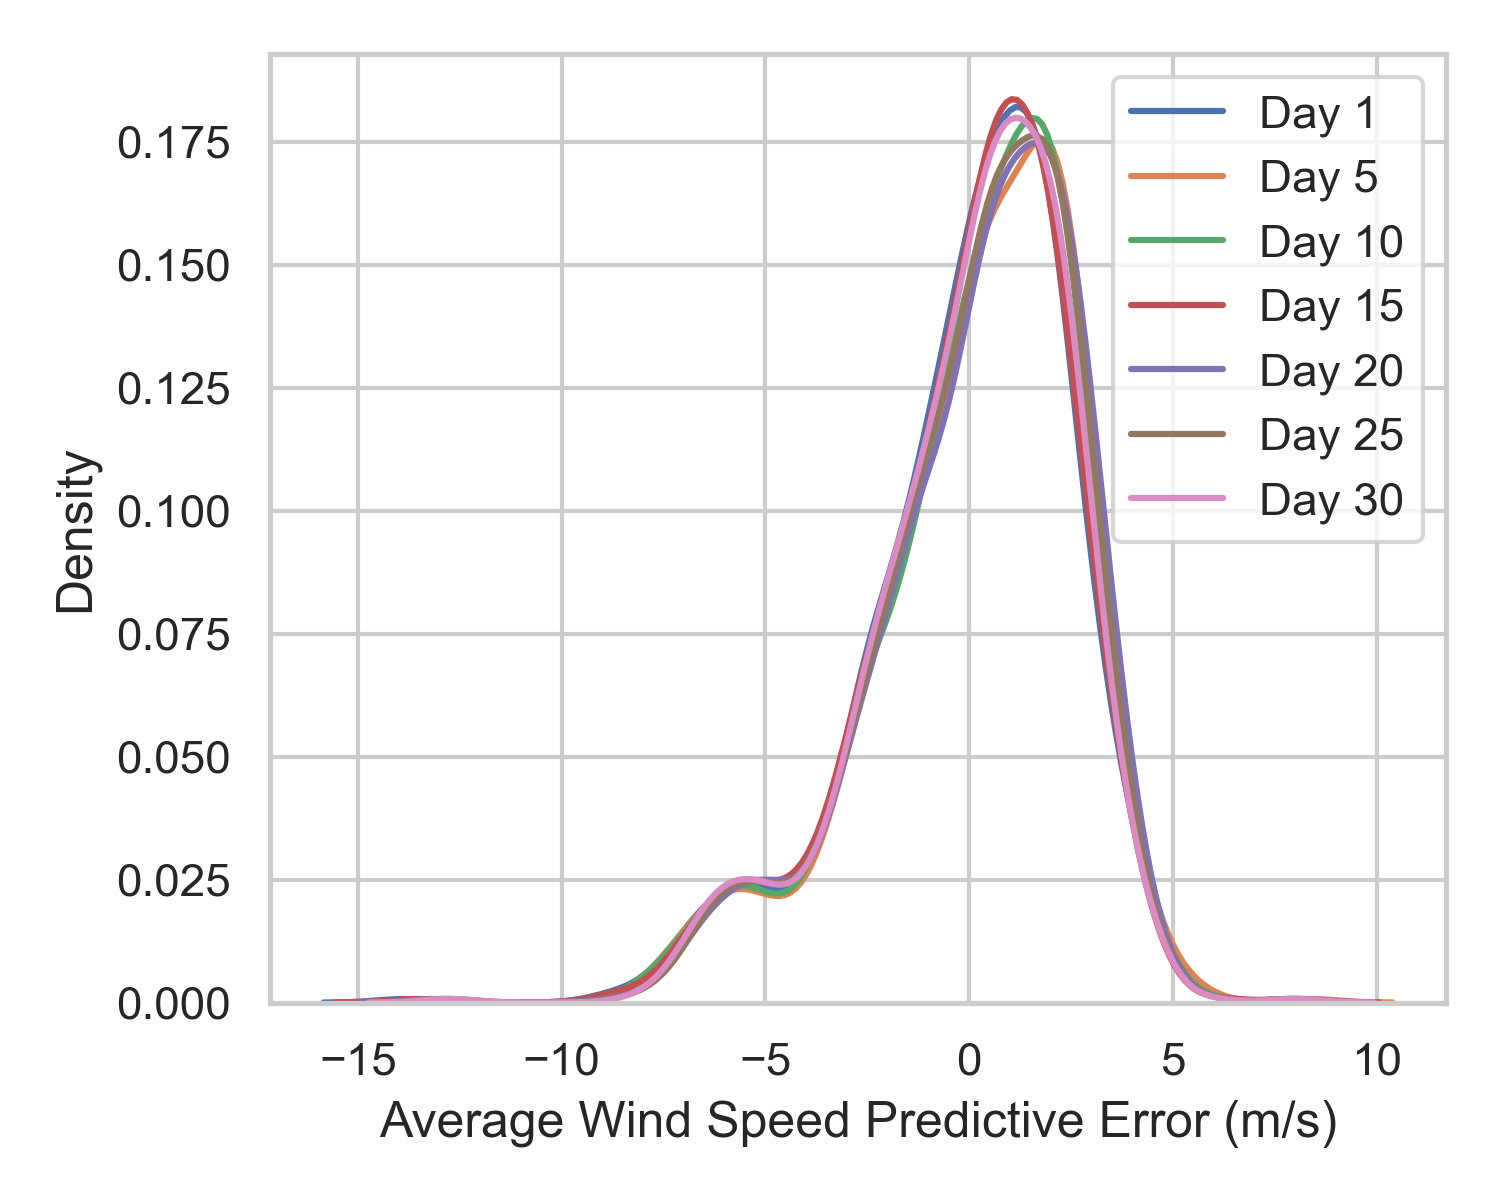 Day 1
Day 5
Day 10
Day 15
Day 20
Day 25
Day 30
0.175
0.150
0.125
0.100
0.075
0.050
0.025
0.000
Density
−15 −10 −5 0 5 10
Average Wind Speed Predictive Error (m/s)